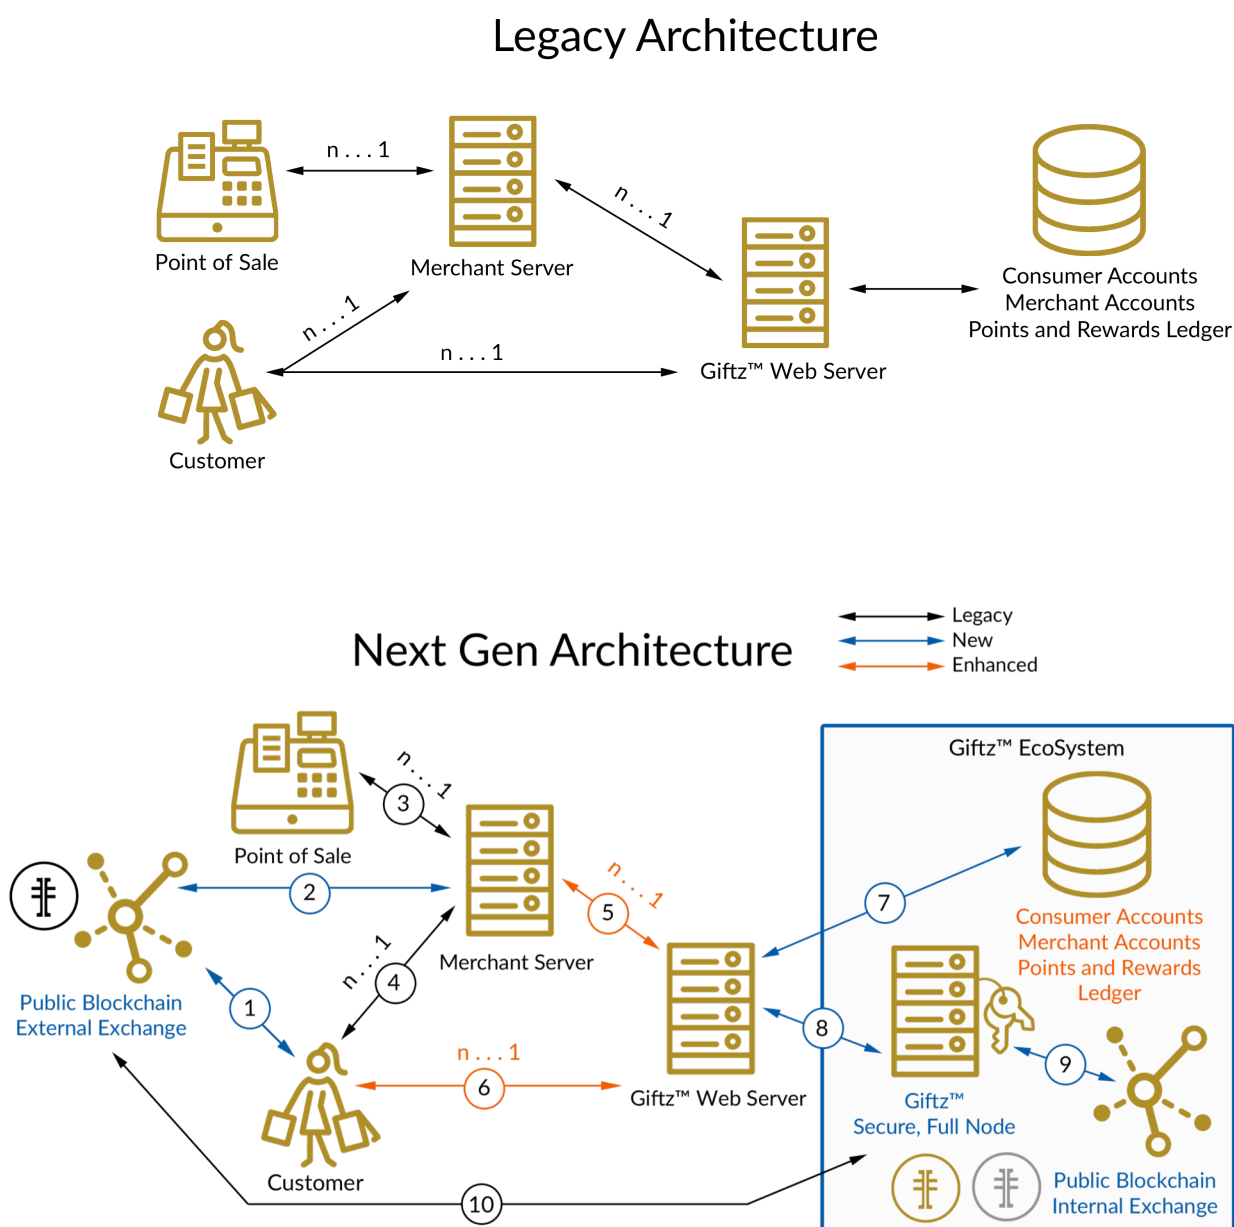 Legacy Architecture
n . . . 1
Point of Sale
Merchant Server
n . . . 1
n . . . 1
n . . . 1
Customer
Giftz™ Web Server
Consumer Accounts
Merchant Accounts
Points and Rewards Ledger
Next Gen Architecture
Legacy
New
Enhanced
Giftz™ EcoSystem
n . . . 1
3
Point of Sale
2
Merchant Server
n . . . 1
5
7
Consumer Accounts
Merchant Accounts
Points and Rewards
Ledger
Public Blockchain
External Exchange
1
n . . . 1
4
n . . . 1
6
Customer
Giftz™ Web Server
8
9
Giftz™
Secure, Full Node
Public Blockchain
Internal Exchange
10